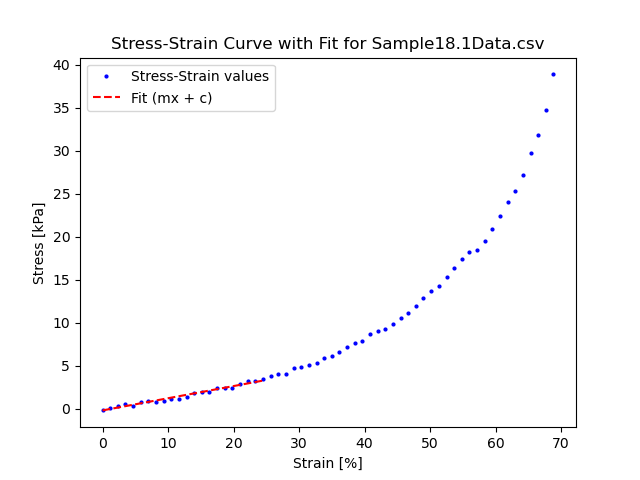 Stress-Strain Curve with Fit for Sample18.1Data.csv
Stress-Strain values
Fit (mx + c)
40
35
30
25
20
15
10
5
0
Stress [kPa]
0 10 20 30 40 50 60 70
Strain [%]